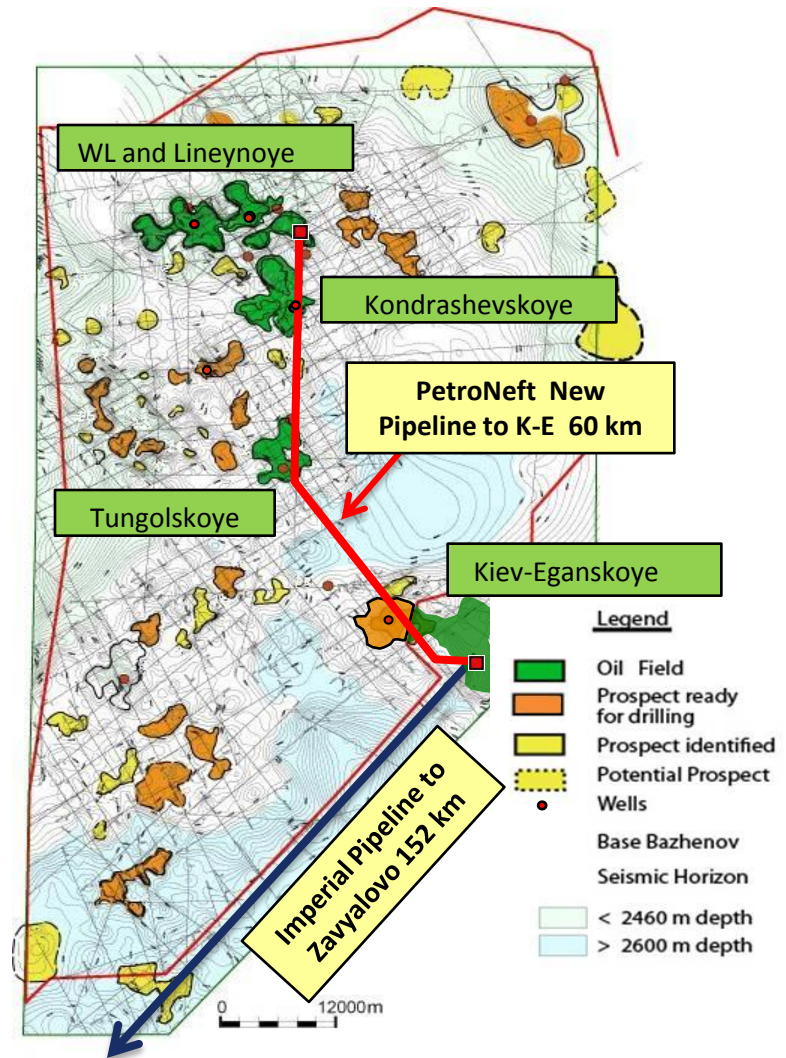 WL and Lineynoye
Kondrashevskoye
PetroNeft New
Pipeline to K-E 60 km
Tungolskoye
Kiev-Eganskoye
Imperial Pipeline to
Zavyalovo 152 km
Legend
Oil Field
Prospect ready
for drilling
Prospect identified
Potential Prospect
Wells
Base Bazhenov
Seismic Horizon
< 2460 m depth
> 2600 m depth
0 12000m